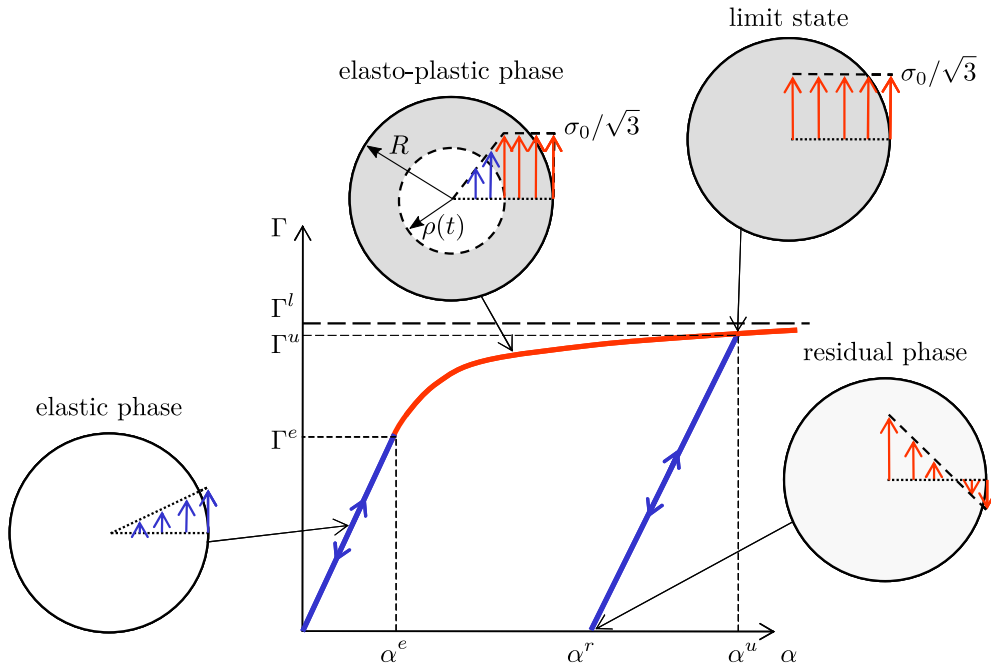 limit state
σ₀/√3
elasto-plastic phase
σ₀/√3
R
ρ(t)
Γ
Γˡ
Γᵘ
residual phase
elastic phase
Γᵉ
αᵉ
αʳ
αᵘ
α